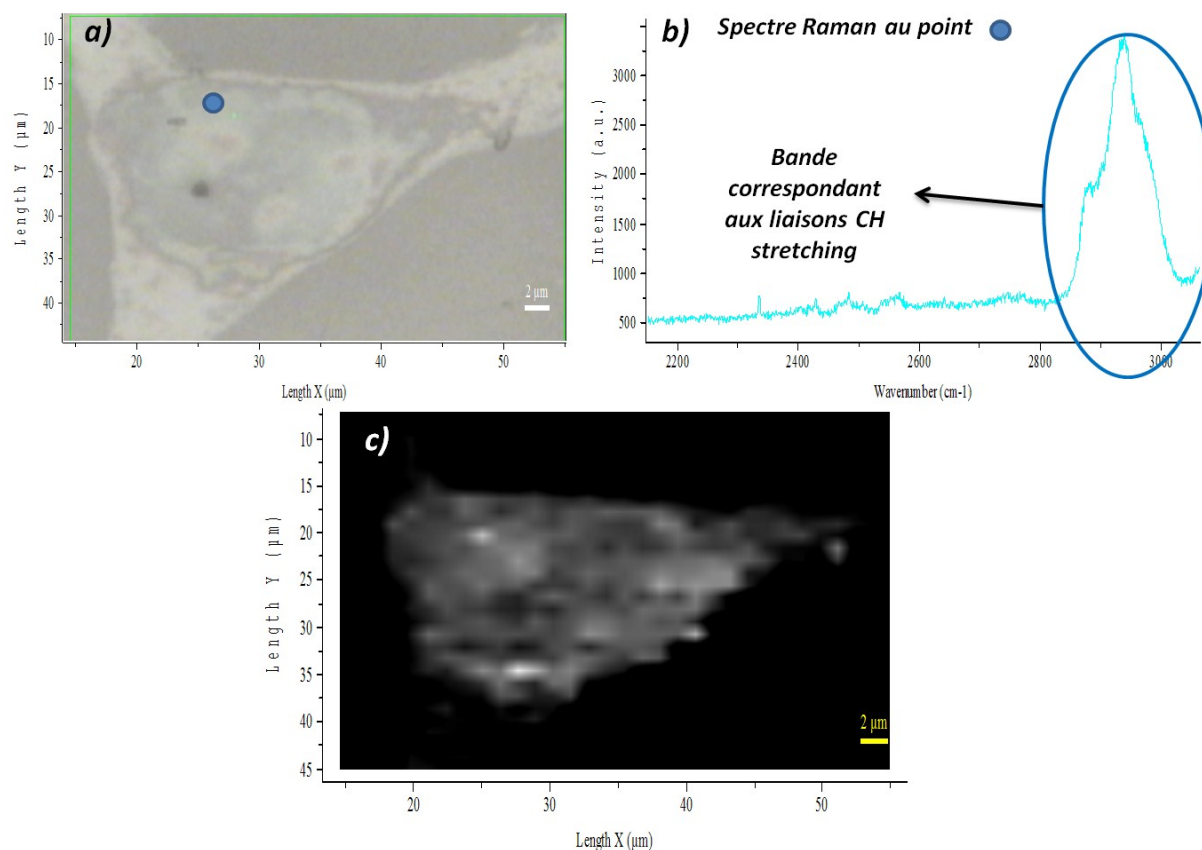 a)
10
15
20
25
30
35
40
Length Y (µm)
2 µm
20
30
40
50
Length X (µm)
b)
Spectre Raman au point
Bande
correspondant
aux liaisons CH
stretching
3000
2500
2000
1500
1000
500
Intensity (a.u.)
2200
2400
2600
2800
3000
Wavenumber (cm-1)
c)
10
15
20
25
30
35
40
45
Length Y (µm)
2 µm
20
30
40
50
Length X (µm)